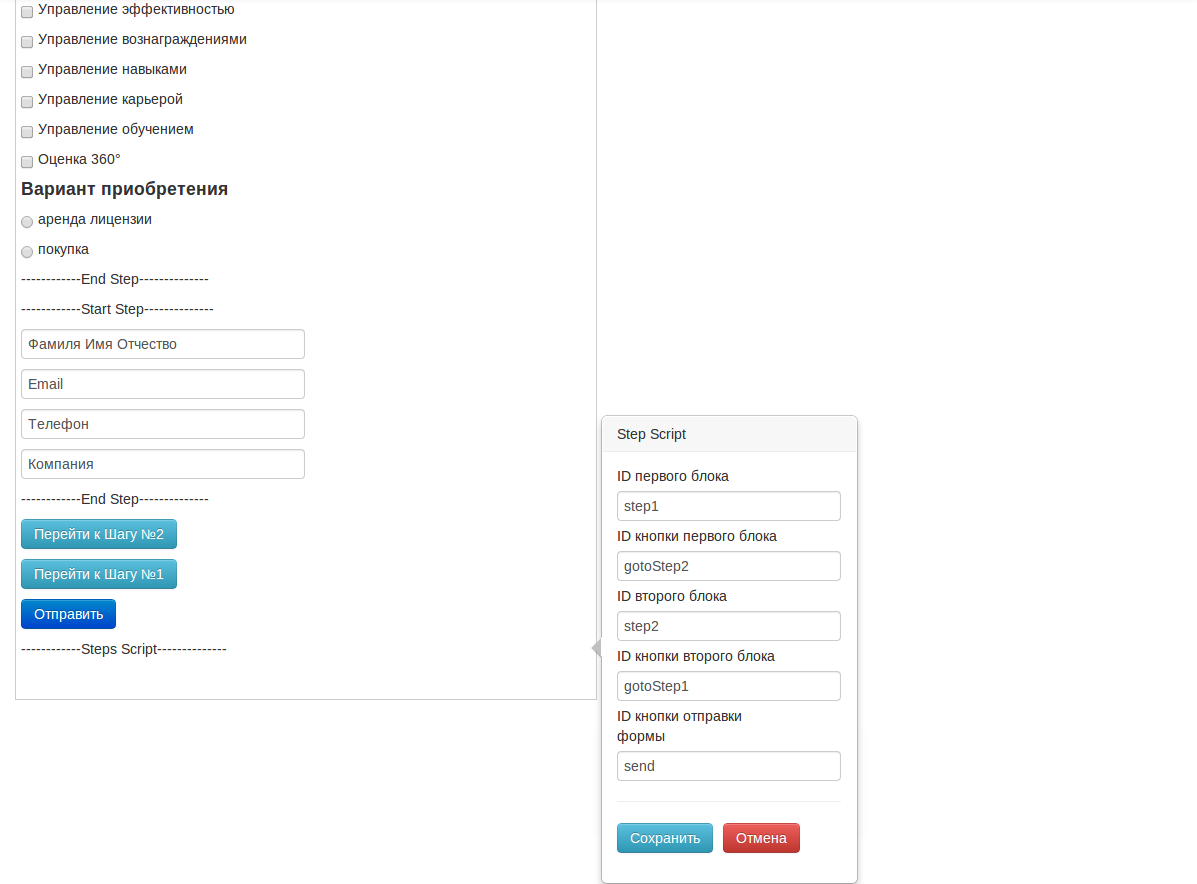 Управление эффективностью
Управление вознаграждениями
Управление навыками
Управление карьерой
Управление обучением
Оценка 360°
Вариант приобретения
аренда лицензии
покупка
------------End Step--------------
------------Start Step--------------
Фамиля Имя Отчество
Email
Телефон
Компания
------------End Step--------------
Перейти к Шагу №2
Перейти к Шагу №1
Отправить
------------Steps Script--------------
Step Script
ID первого блока
step1
ID кнопки первого блока
gotoStep2
ID второго блока
step2
ID кнопки второго блока
gotoStep1
ID кнопки отправки
формы
send
Сохранить
Отмена